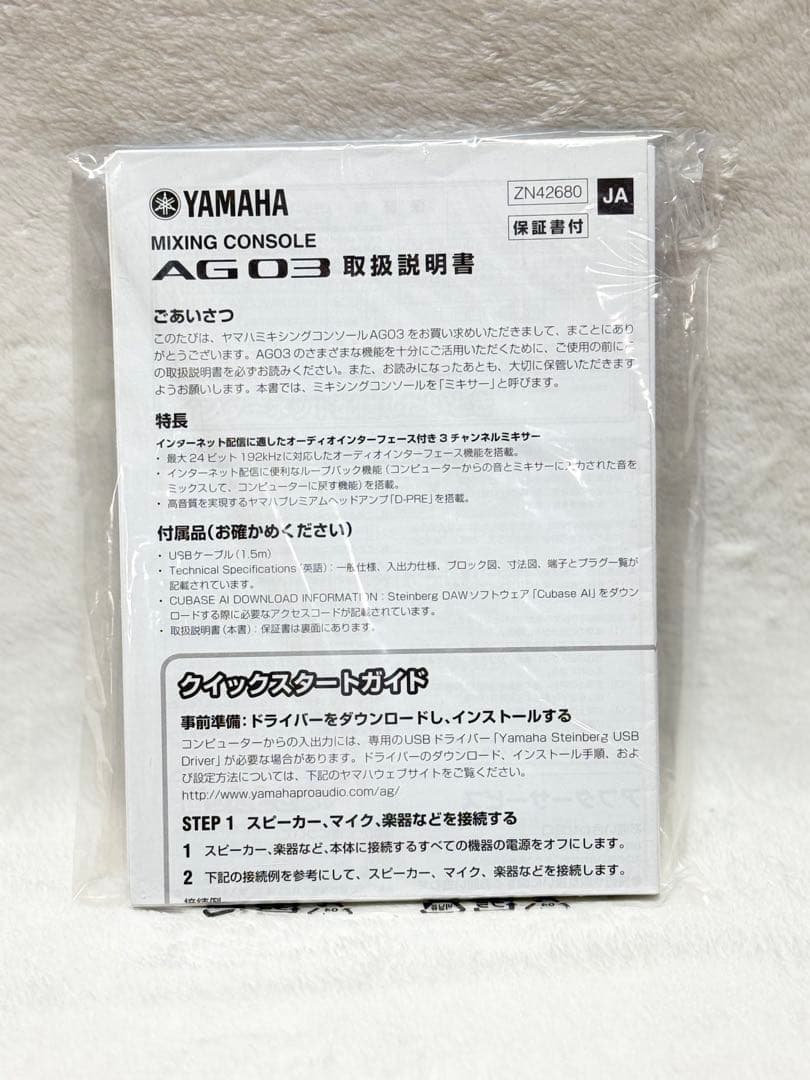 YAMAHA
ZN42680
JA
保証書付
MIXING CONSOLE
AG03 取扱説明書
ごあいさつ
このたびは、ヤマハミキシングコンソールAG03をお買い求めいただきまして、まことにあり
がとうございます。AG03のさまざまな機能を十分にご活用いただくために、ご使用の前にこ
の取扱説明書を必ずお読みください。また、お読みになったあとも、大切に保管いただきます
ようお願いします。本書では、ミキシングコンソールを「ミキサー」と呼びます。
特長
インターネット配信に適したオーディオインターフェース付き3チャンネルミキサー
・最大24ビット192kHzに対応したオーディオインターフェース機能を搭載。
・インターネット配信に便利なループバック機能(コンピューターからの音とミキサーに入力された音を
ミックスして、コンピューターに戻す機能)を搭載。
・高音質を実現するヤマハプレミアムヘッドアンプ「D-PRE」を搭載。
付属品(お確かめください)
・USBケーブル(1.5m)
・Technical Specifications(英語):一般仕様、入出力仕様、ブロック図、寸法図、端子とプラグ一覧が
記載されています。
・CUBASE AI DOWNLOAD INFORMATION:Steinberg DAWソフトウェア「Cubase AI」をダウン
ロードする際に必要なアクセスコードが記載されています。
・取扱説明書(本書):保証書は裏面にあります。
クイックスタートガイド
事前準備:ドライバーをダウンロードし、インストールする
コンピューターからの入出力には、専用のUSBドライバー「Yamaha Steinberg USB
Driver」が必要な場合があります。ドライバーのダウンロード、インストール手順、およ
び設定方法については、下記のヤマハウェブサイトをご覧ください。
http://www.yamahaproaudio.com/ag/
STEP 1 スピーカー、マイク、楽器などを接続する
1 スピーカー、楽器など、本体に接続するすべての機器の電源をオフにします。
2 下記の接続例を参考にして、スピーカー、マイク、楽器などを接続します。
接続例